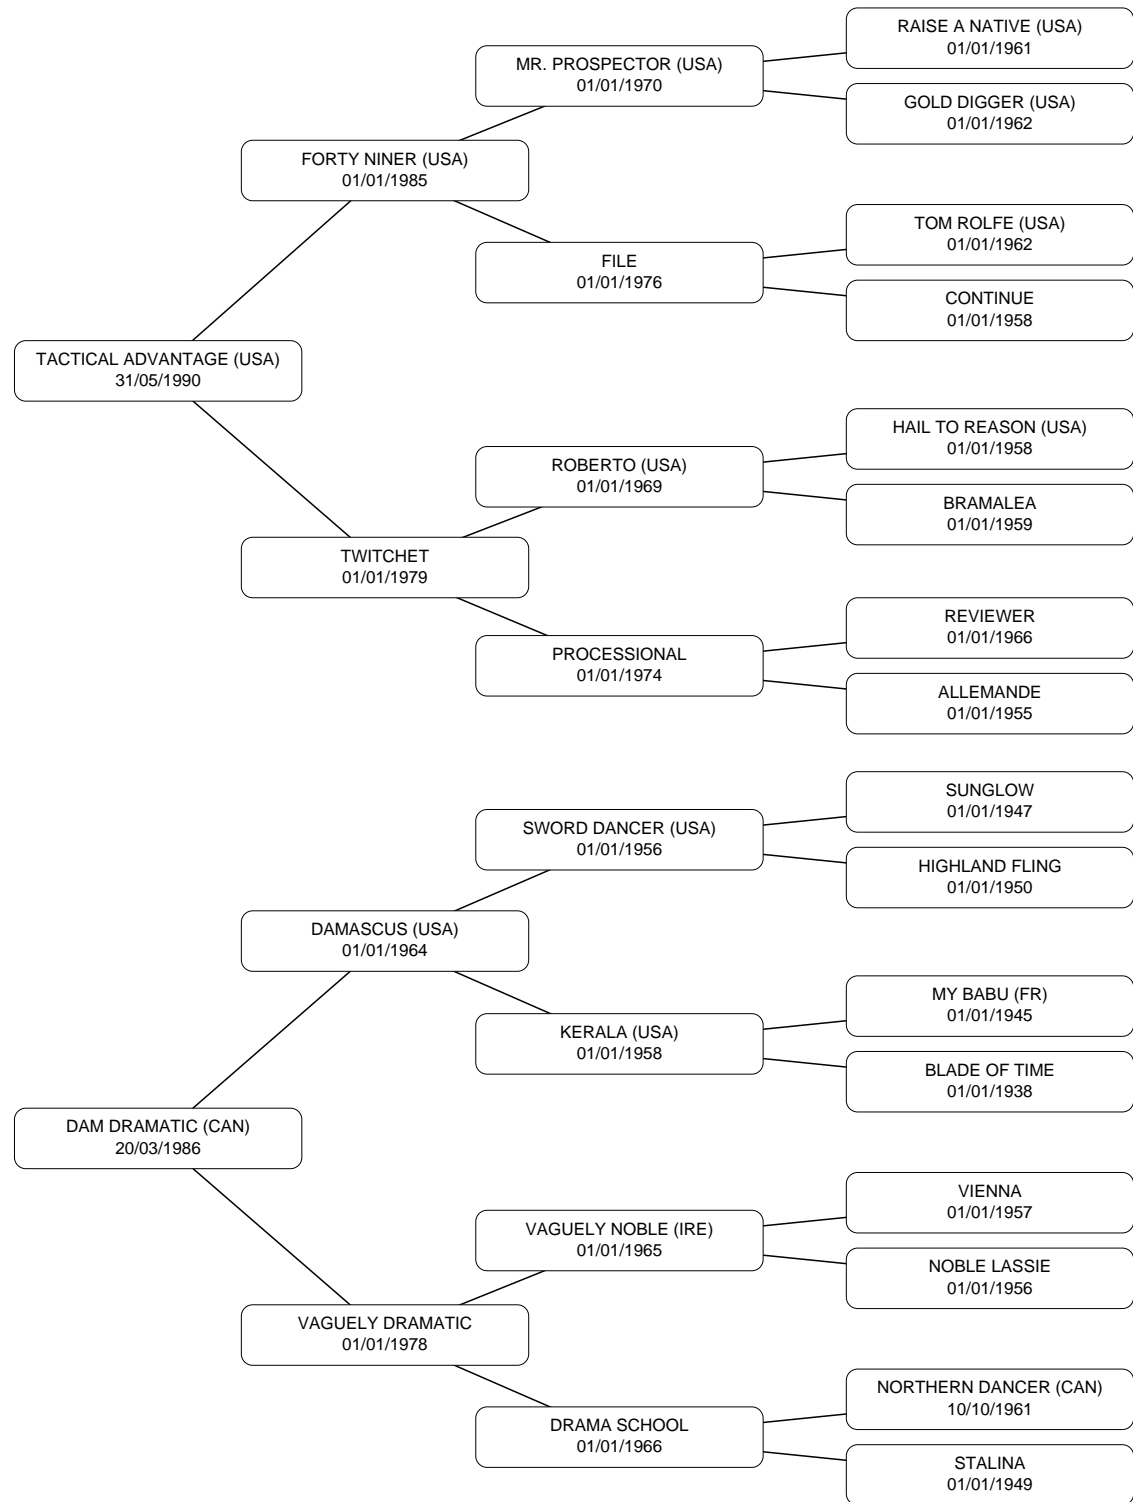 RAISE A NATIVE (USA)
01/01/1961
MR. PROSPECTOR (USA)
01/01/1970
GOLD DIGGER (USA)
01/01/1962
FORTY NINER (USA)
01/01/1985
TOM ROLFE (USA)
01/01/1962
FILE
01/01/1976
CONTINUE
01/01/1958
TACTICAL ADVANTAGE (USA)
31/05/1990
HAIL TO REASON (USA)
01/01/1958
ROBERTO (USA)
01/01/1969
BRAMALEA
01/01/1959
TWITCHET
01/01/1979
REVIEWER
01/01/1966
PROCESSIONAL
01/01/1974
ALLEMANDE
01/01/1955
SUNGLOW
01/01/1947
SWORD DANCER (USA)
01/01/1956
HIGHLAND FLING
01/01/1950
DAMASCUS (USA)
01/01/1964
MY BABU (FR)
01/01/1945
KERALA (USA)
01/01/1958
BLADE OF TIME
01/01/1938
DAM DRAMATIC (CAN)
20/03/1986
VIENNA
01/01/1957
VAGUELY NOBLE (IRE)
01/01/1965
NOBLE LASSIE
01/01/1956
VAGUELY DRAMATIC
01/01/1978
NORTHERN DANCER (CAN)
10/10/1961
DRAMA SCHOOL
01/01/1966
STALINA
01/01/1949